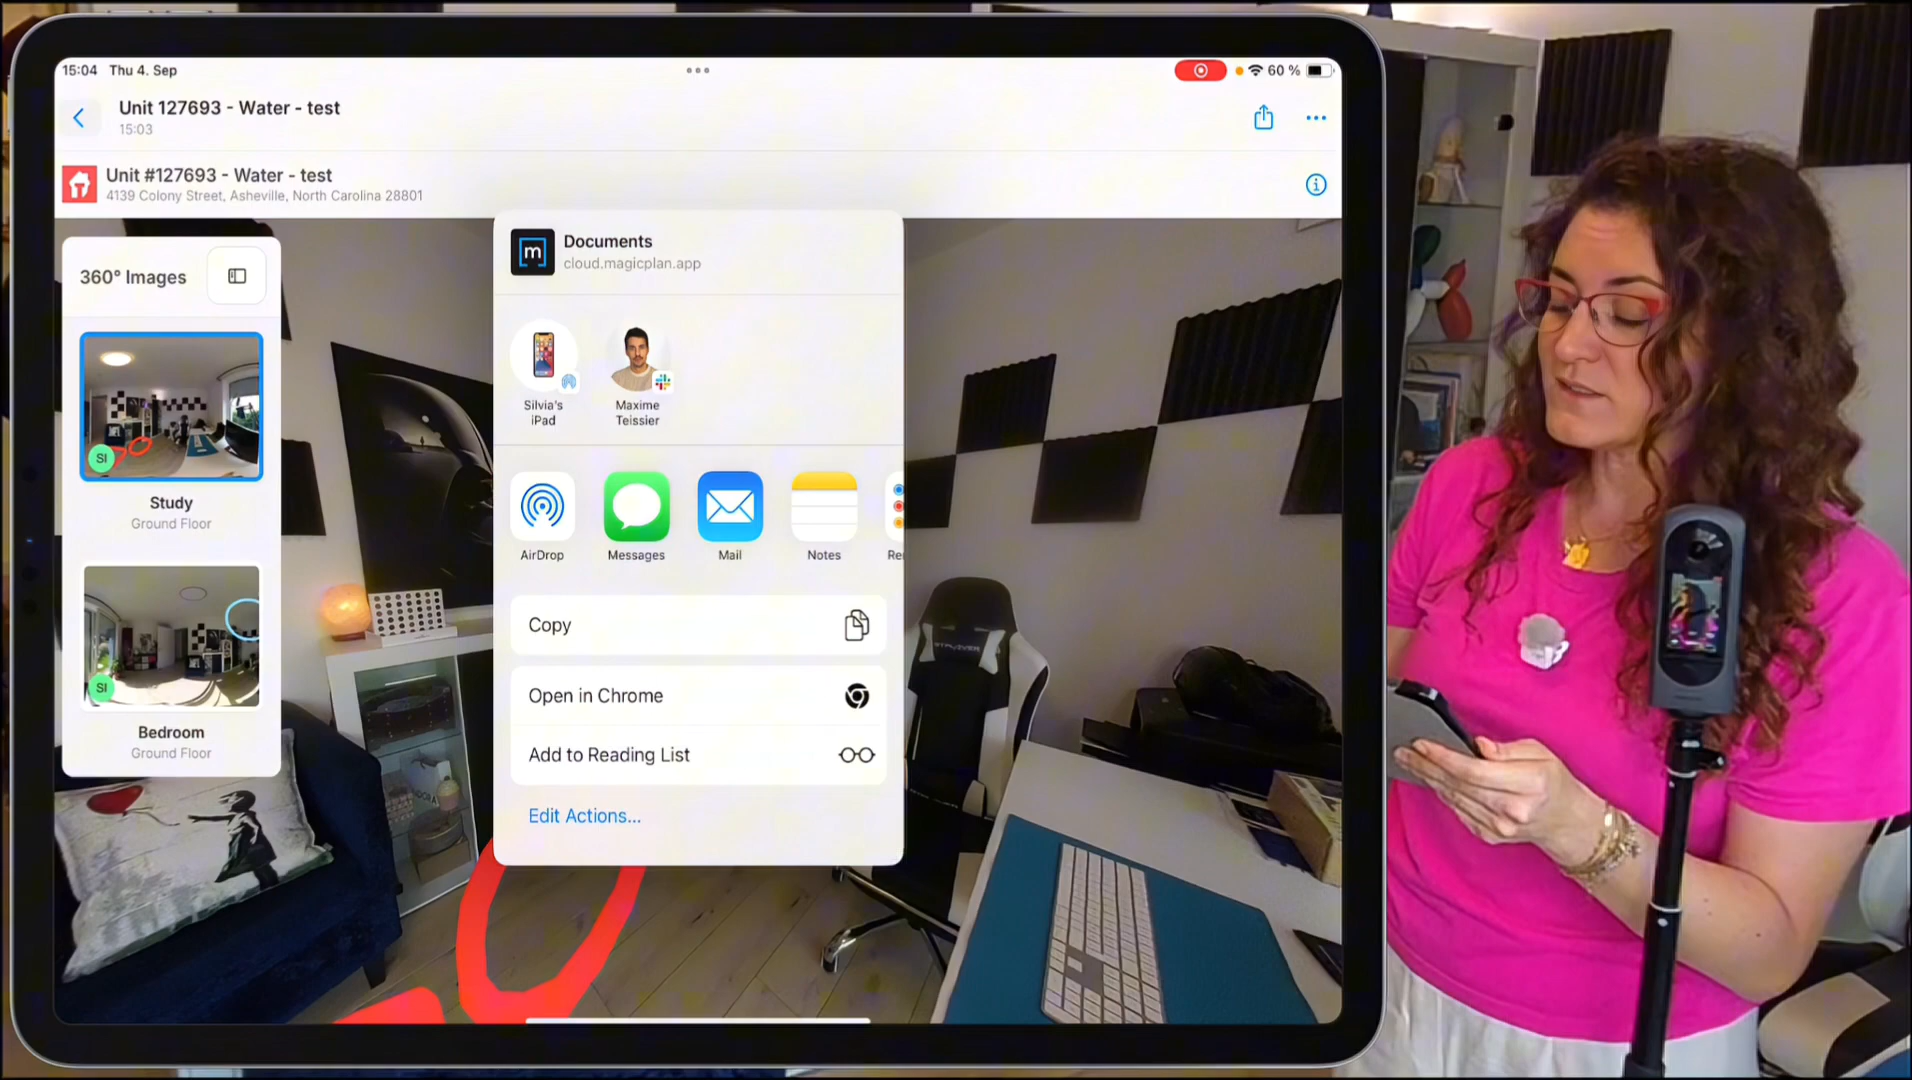 15:04 Thu 4. Sep
60 %
Unit 127693 - Water - test
15:03
Unit #127693 - Water - test
4139 Colony Street, Asheville, North Carolina 28801
360° Images
SI
Study
Ground Floor
SI
Bedroom
Ground Floor
m
Documents
cloud.magicplan.app
Silvia's
iPad
Maxime
Teissier
AirDrop
Messages
Mail
Notes
Copy
Open in Chrome
Add to Reading List
Edit Actions...